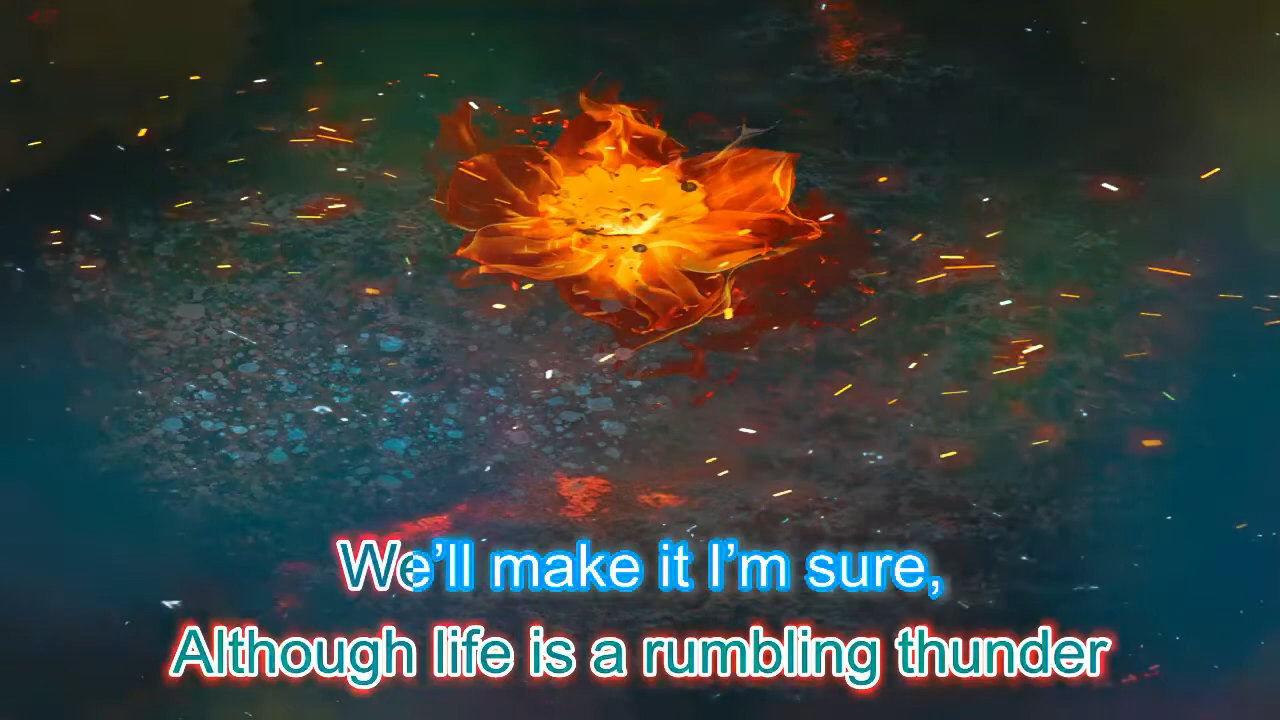 We’ll make it I’m sure,
Although life is a rumbling thunder